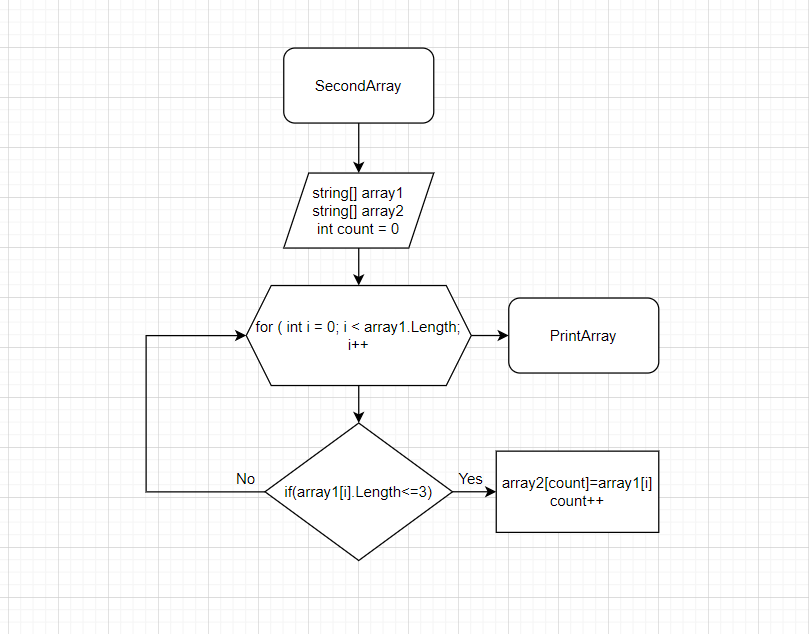 SecondArray
string[] array1
string[] array2
int count = 0
for ( int i = 0; i < array1.Length;
i++
PrintArray
No
if(array1[i].Length<=3)
Yes
array2[count]=array1[i]
count++